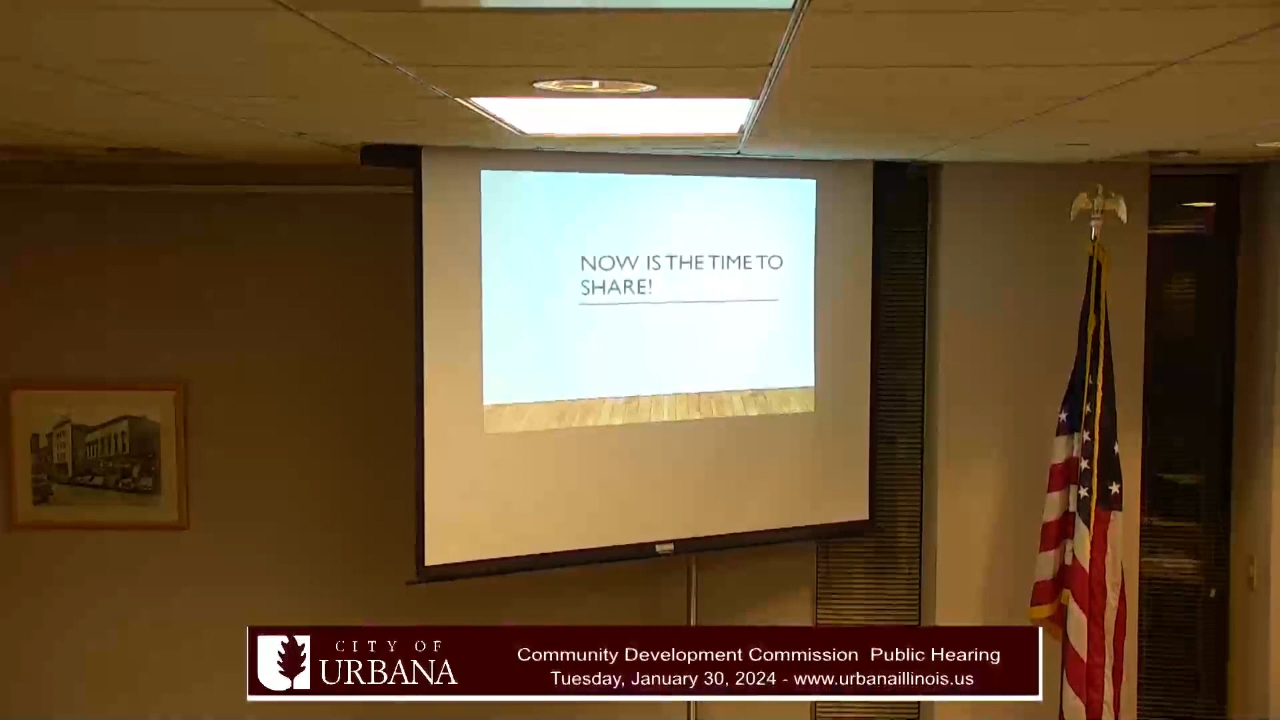 NOW IS THE TIME TO
SHARE!
CITY OF
URBANA
Community Development Commission Public Hearing
Tuesday, January 30, 2024 - www.urbanaillinois.us